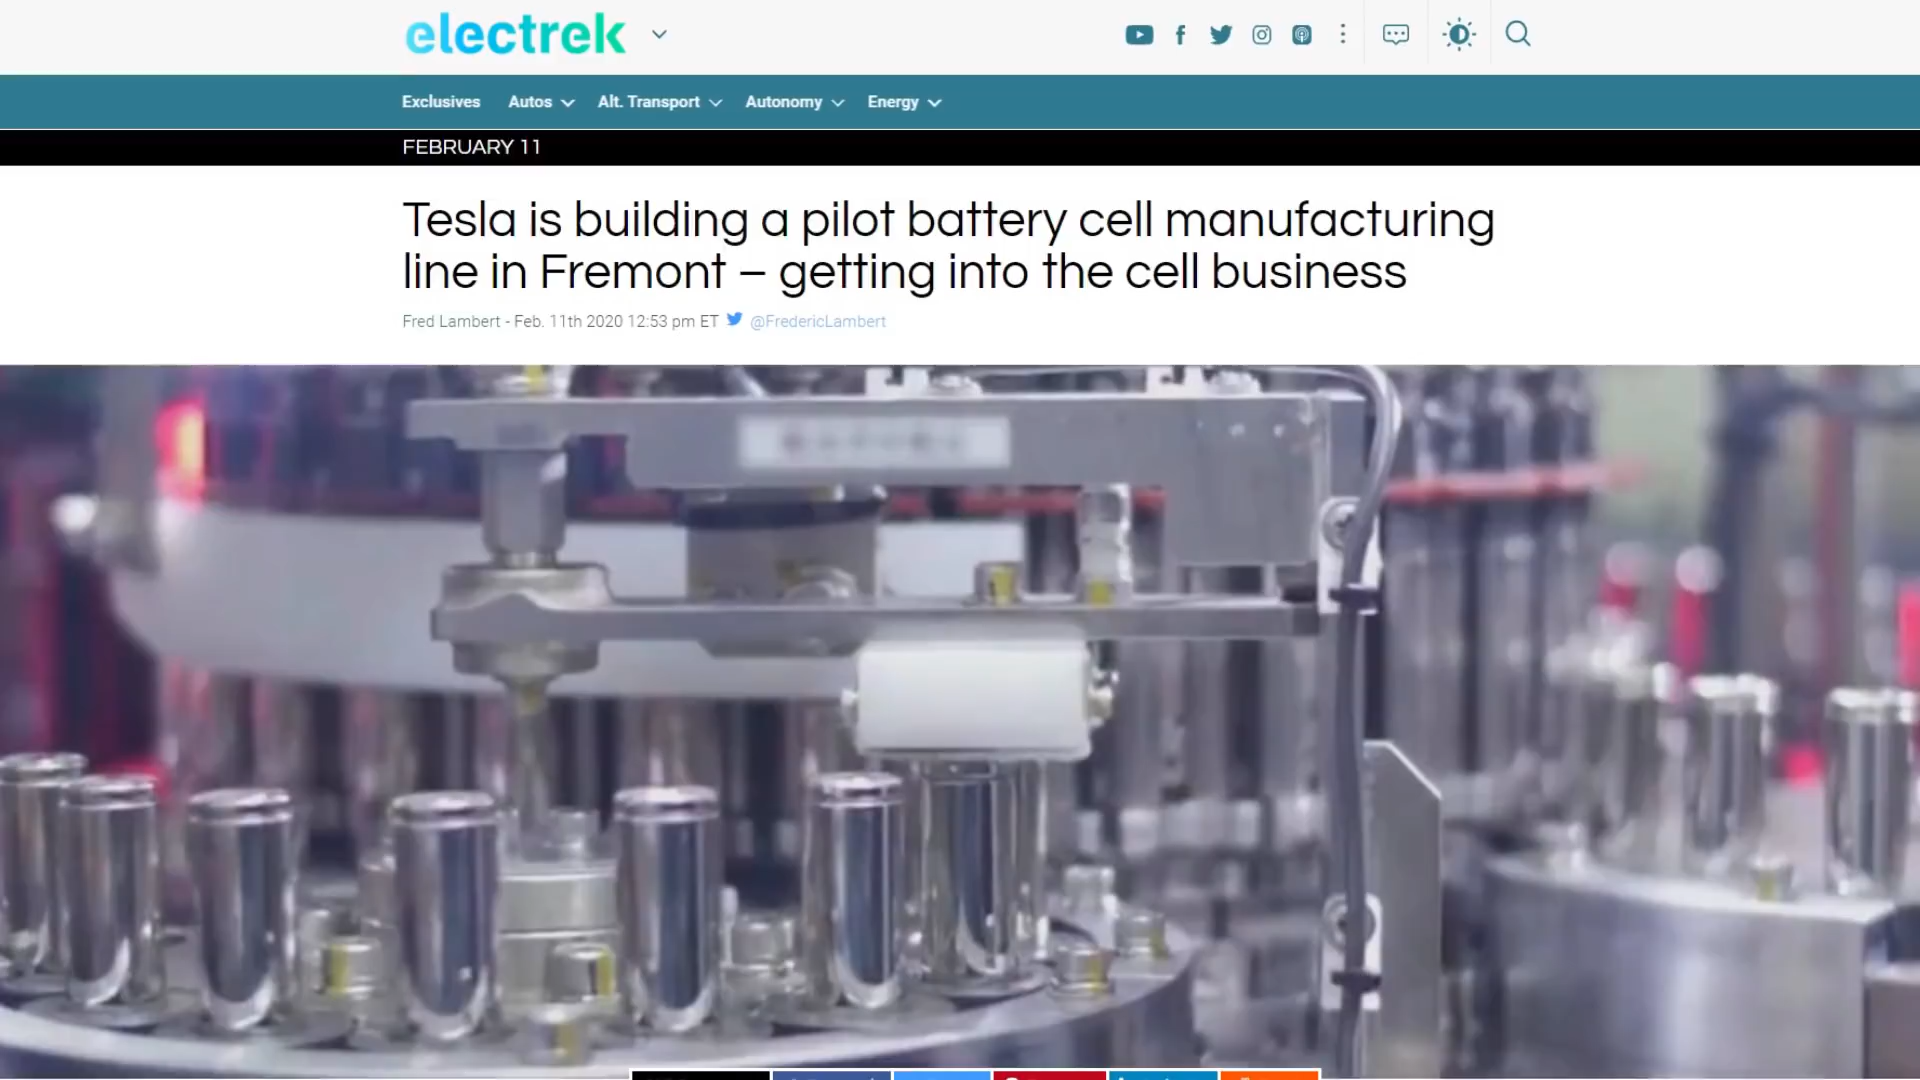 electrek
Exclusives Autos Alt. Transport Autonomy Energy
FEBRUARY 11
Tesla is building a pilot battery cell manufacturing
line in Fremont – getting into the cell business
Fred Lambert - Feb. 11th 2020 12:53 pm ET @FredericLambert